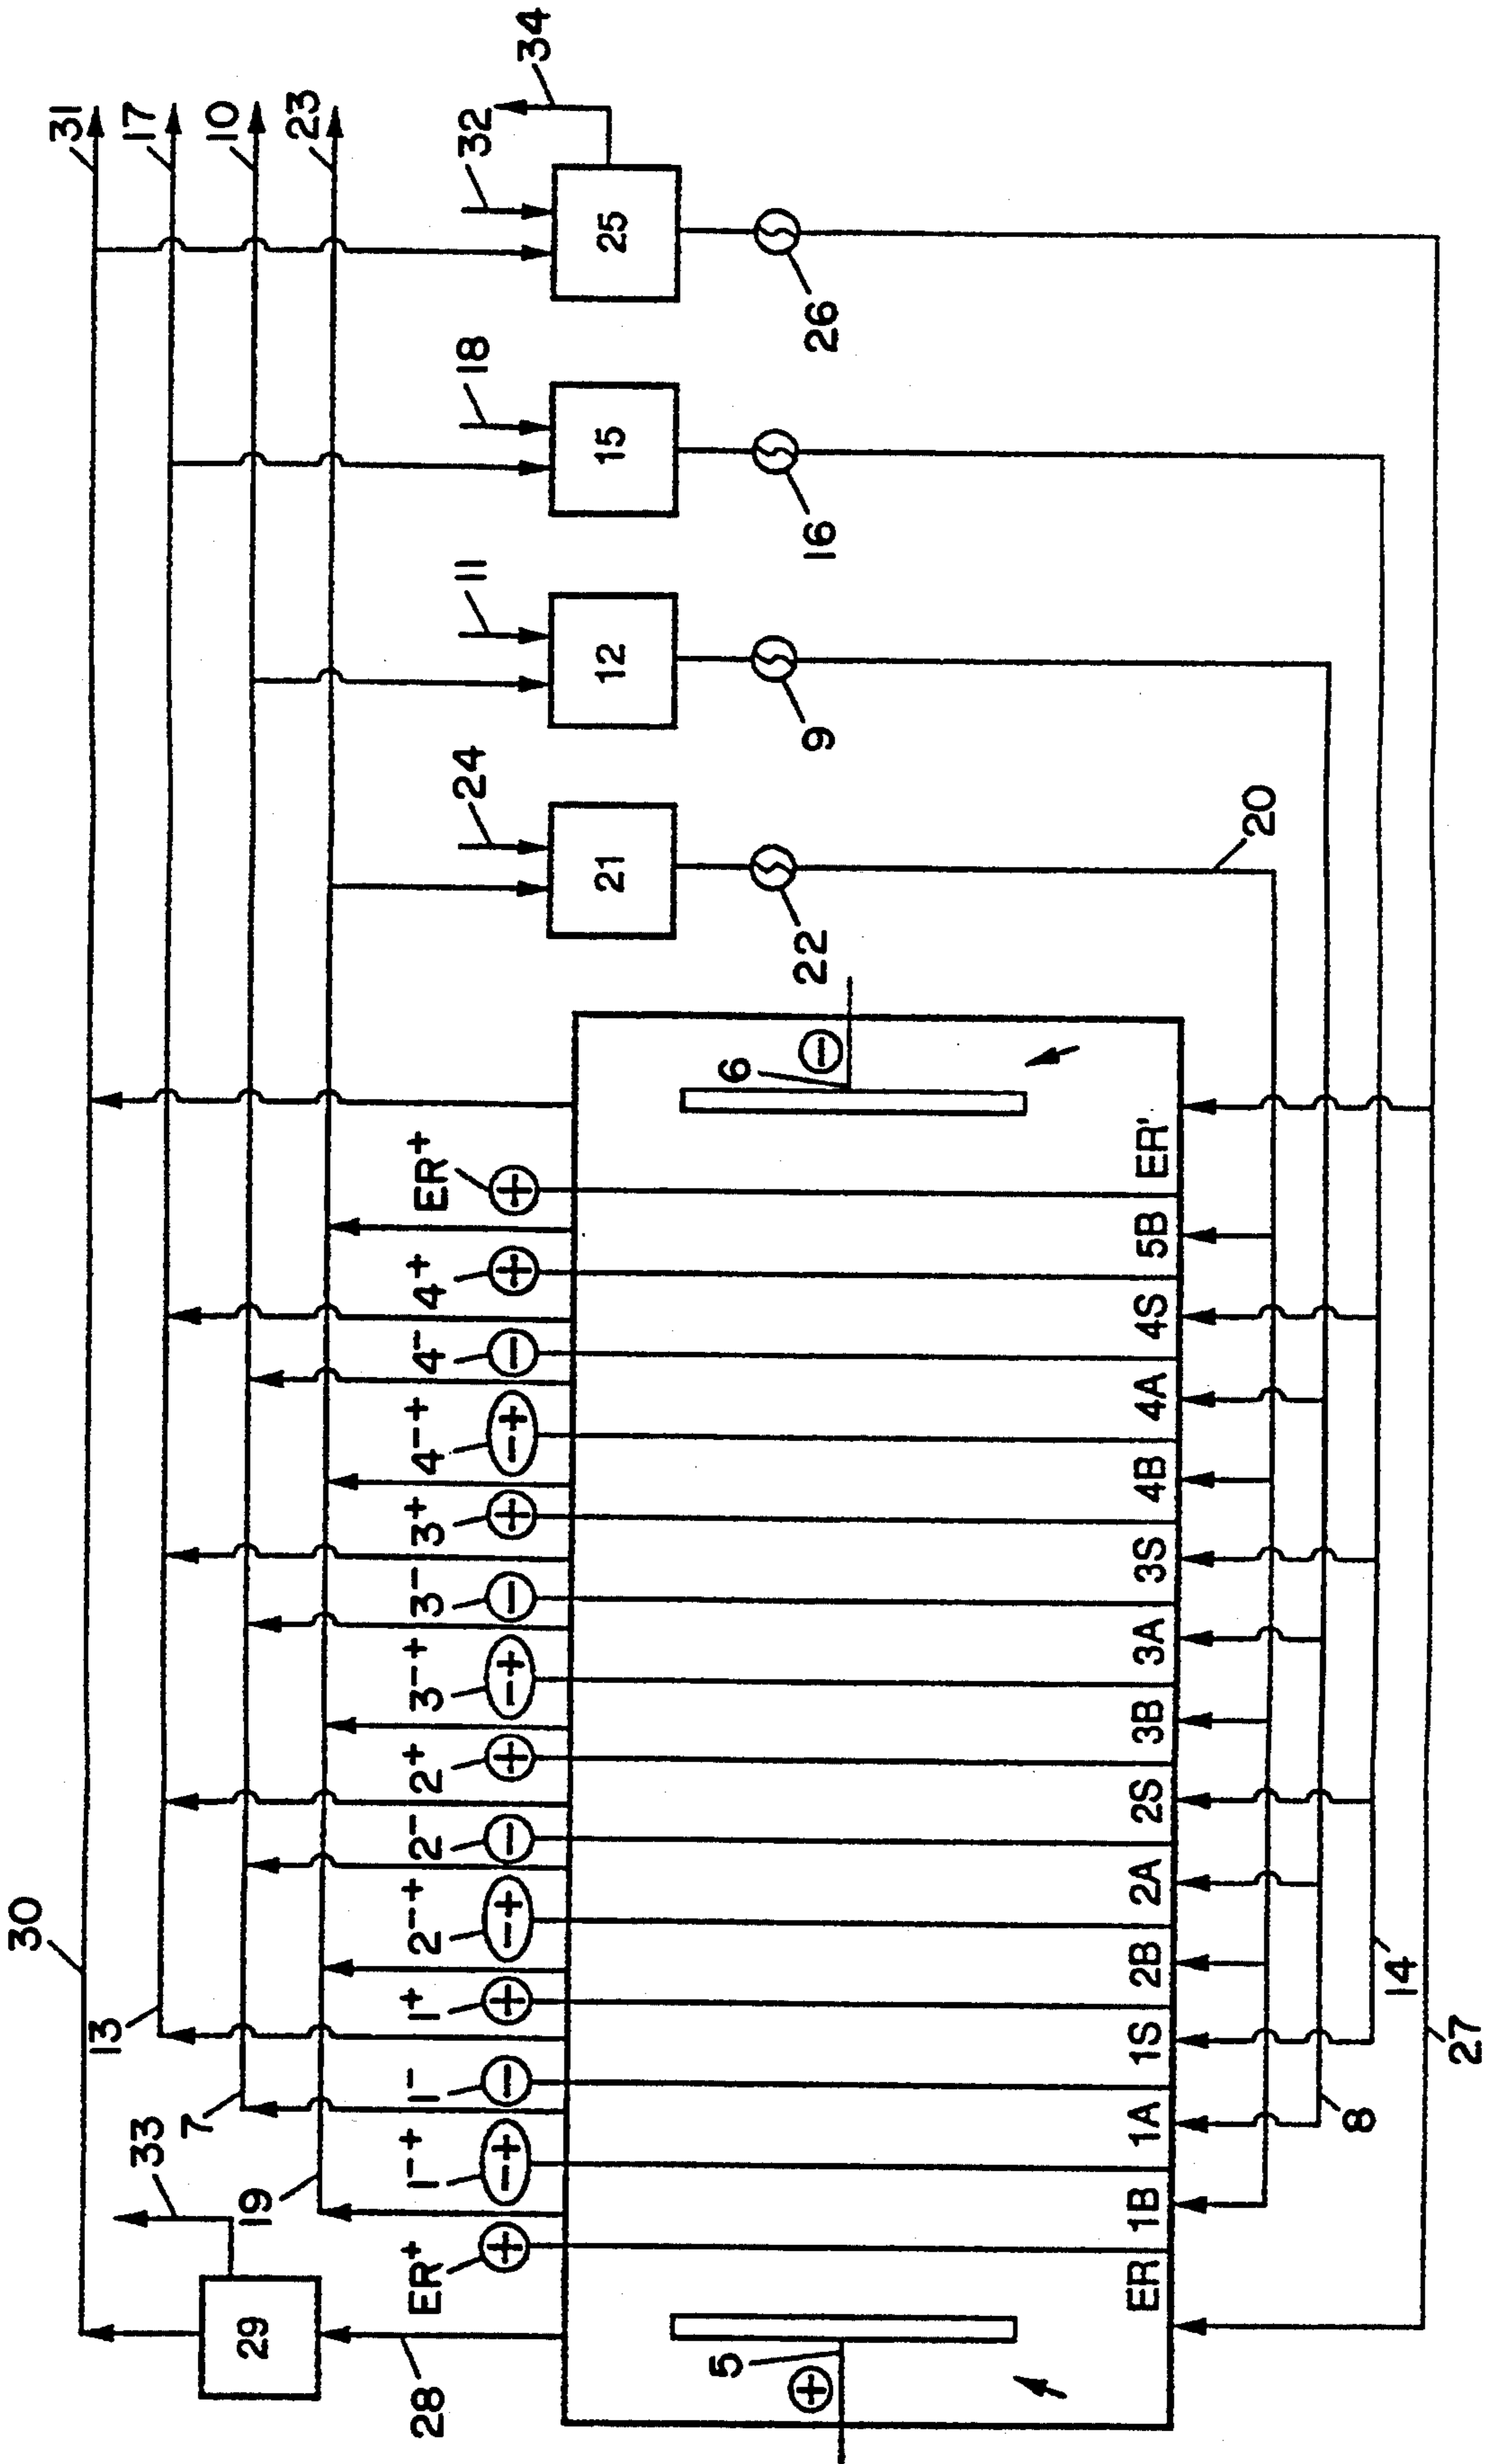 30
31
13
17
7
10
19
23
33
29
28
34
32
25
26
18
15
16
11
12
9
24
21
22
20
ER+
1-+
1-
1+
2-+
2-
2+
3-+
3-
3+
4-+
4-
4+
ER+
5
+
6
−
ER
1B
1A
1S
2B
2A
2S
3B
3A
3S
4B
4A
4S
5B
ER'
8
14
27